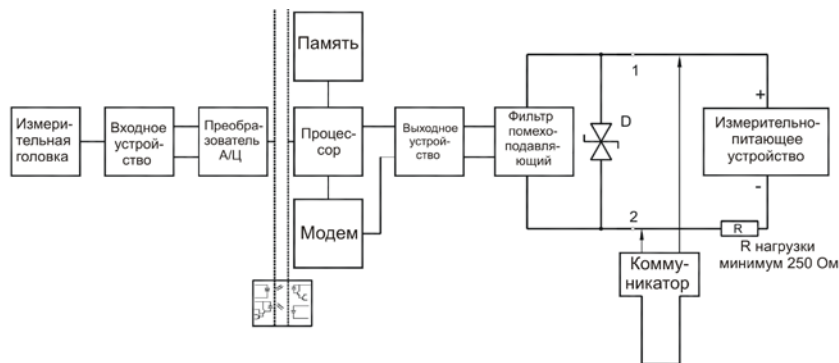 Память
1
+
D
Измери-
тельная
головка
Входное
устрой-
ство
Преобра-
зователь
А/Ц
Процес-
сор
Выходное
устрой-
ство
Фильтр
помехо-
подавля-
ющий
Измерительно-
питающее
устройство
-
2
Модем
R
R нагрузки
минимум 250 Ом
Комму-
никатор